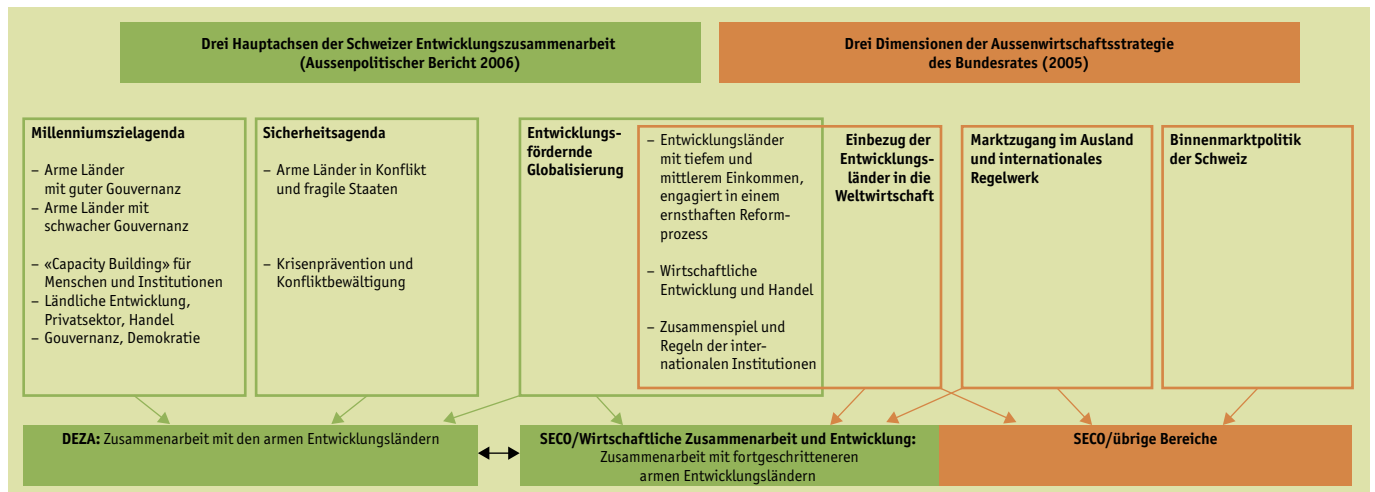 Drei Hauptachsen der Schweizer Entwicklungszusammenarbeit
(Aussenpolitischer Bericht 2006)
Drei Dimensionen der Aussenwirtschaftsstrategie
des Bundesrates (2005)
Millenniumszielagenda
– Arme Länder
mit guter Gouvernanz
– Arme Länder mit
schwacher Gouvernanz
– «Capacity Building» für
Menschen und Institutionen
– Ländliche Entwicklung,
Privatsektor, Handel
– Gouvernanz, Demokratie
Sicherheitsagenda
– Arme Länder in Konflikt
und fragile Staaten
– Krisenprävention und
Konfliktbewältigung
Entwicklungs-
fördernde
Globalisierung
– Entwicklungsländer
mit tiefem und
mittlerem Einkommen,
engagiert in einem
ernsthaften Reform-
prozess
– Wirtschaftliche
Entwicklung und Handel
– Zusammenspiel und
Regeln der inter-
nationalen Institutionen
Einbezug der
Entwicklungs-
länder in die
Weltwirtschaft
Marktzugang im Ausland
und internationales
Regelwerk
Binnenmarktpolitik
der Schweiz
DEZA: Zusammenarbeit mit den armen Entwicklungsländern
SECO/Wirtschaftliche Zusammenarbeit und Entwicklung:
Zusammenarbeit mit fortgeschritteneren
armen Entwicklungsländern
SECO/übrige Bereiche